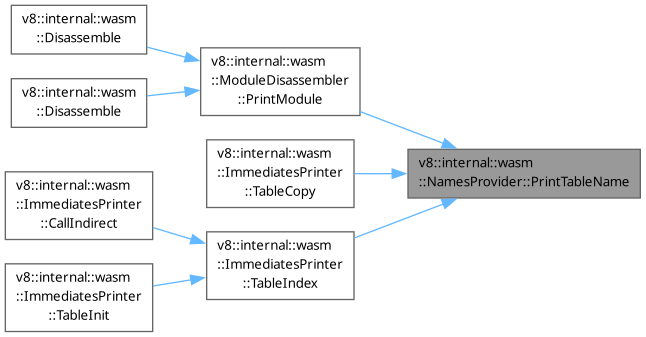 v8::internal::wasm
::Disassemble
v8::internal::wasm
::Disassemble
v8::internal::wasm
::ImmediatesPrinter
::CallIndirect
v8::internal::wasm
::ImmediatesPrinter
::TableInit
v8::internal::wasm
::ModuleDisassembler
::PrintModule
v8::internal::wasm
::ImmediatesPrinter
::TableCopy
v8::internal::wasm
::ImmediatesPrinter
::TableIndex
v8::internal::wasm
::NamesProvider::PrintTableName